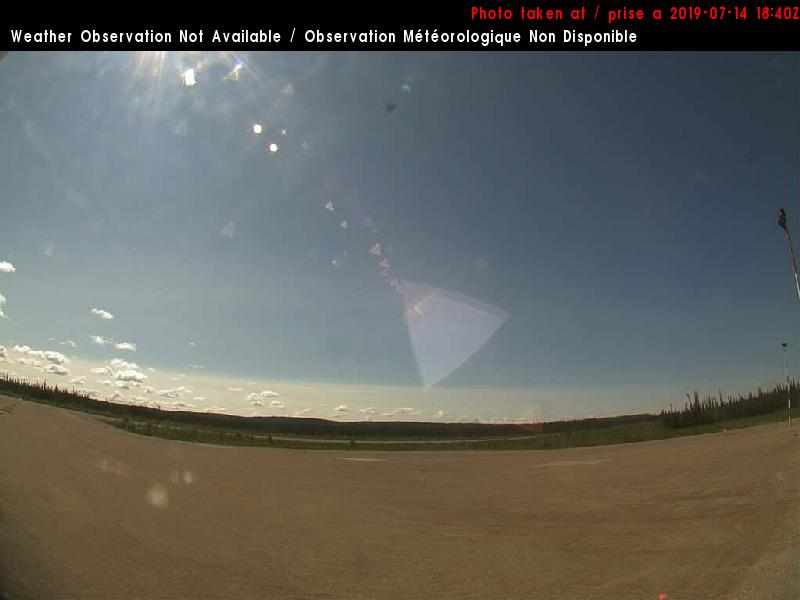 Photo taken at / prise a 2019-07-14 18:40Z
Weather Observation Not Available / Observation Météorologique Non Disponible